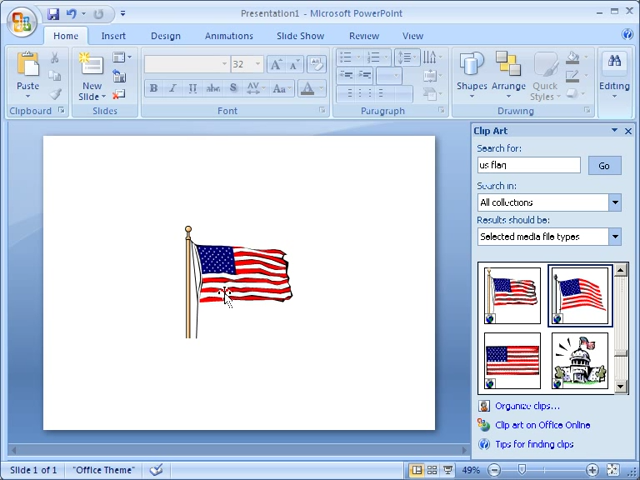 Presentation1 - Microsoft PowerPoint
Home Insert Design Animations Slide Show Review View
Paste
New Slide
32
B I U S abe AV Aa
Shapes
Arrange
Quick Styles
Editing
Clipboard Slides Font Paragraph Drawing
Clip Art
Search for:
us flag
Go
Search in:
All collections
Results should be:
Selected media file types
Organize clips...
Clip art on Office Online
Tips for finding clips
Slide 1 of 1 "Office Theme" 49%